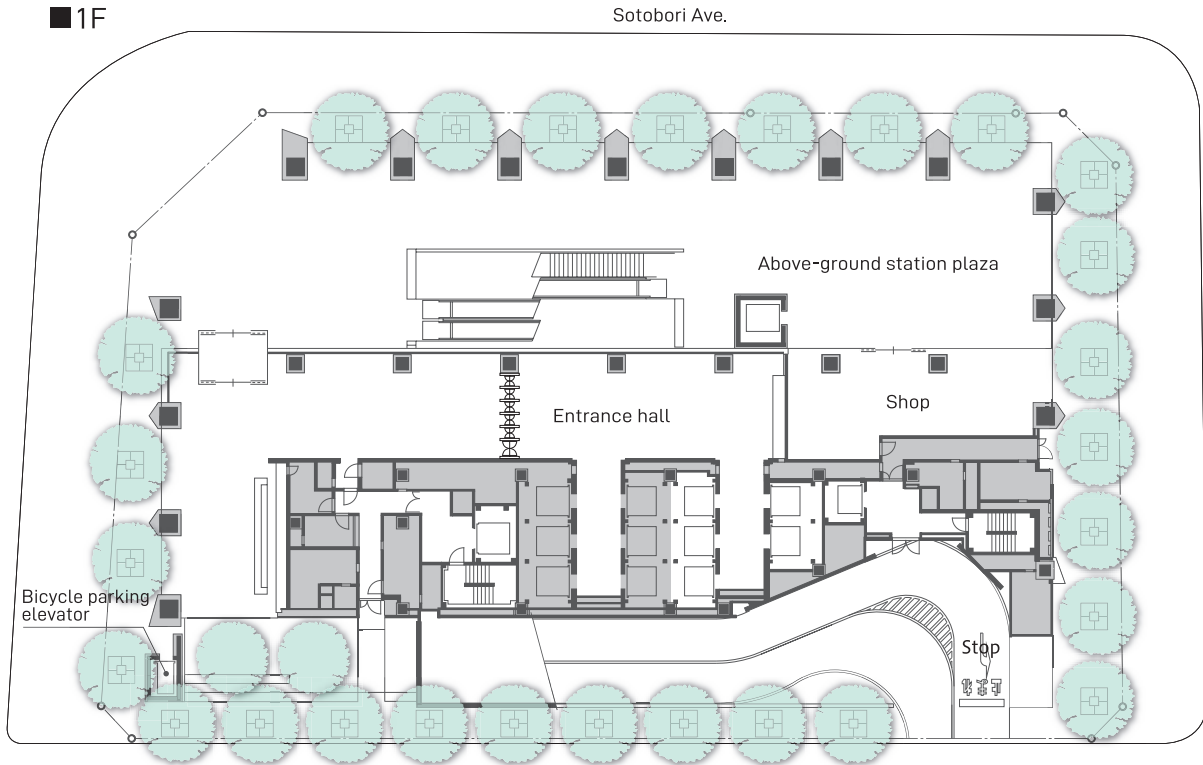 ■1F
Sotobori Ave.
Above-ground station plaza
Entrance hall
Shop
Bicycle parking
elevator
Stop